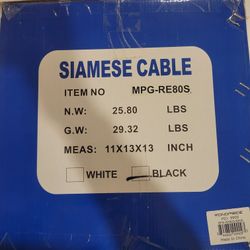 SIAMESE CABLE
ITEM NO MPG-RE80S
N.W: 25.80 LBS
G.W: 29.32 LBS
MEAS: 11X13X13 INCH
WHITE BLACK